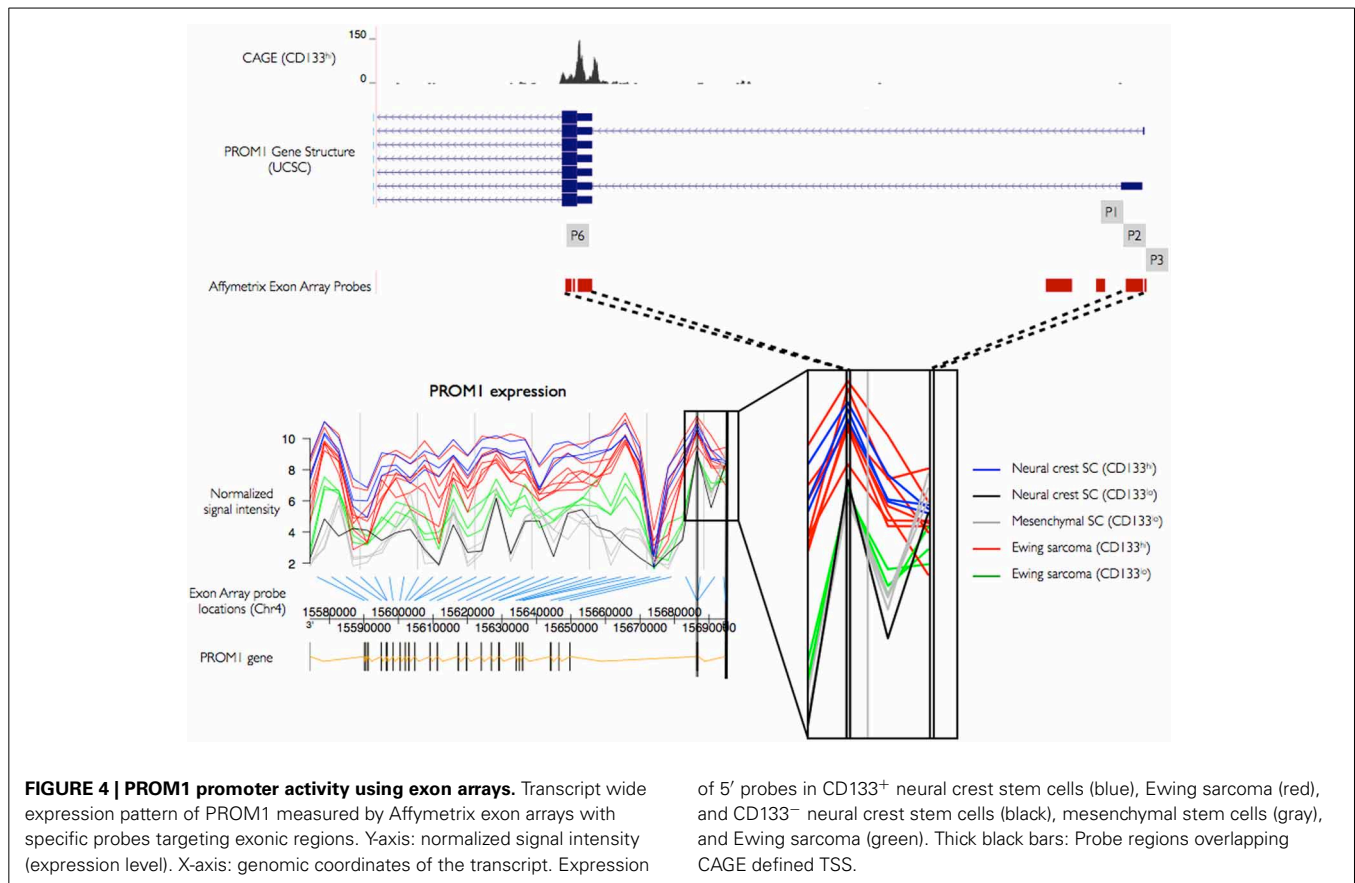 150
CAGE (CD133ʰⁱ)
0
PROM1 Gene Structure
(UCSC)
P1
P6
P2
P3
Affymetrix Exon Array Probes
PROM1 expression
10
8
Normalized
signal intensity
6
4
2
Neural crest SC (CD133ʰⁱ)
Neural crest SC (CD133ˡᵒ)
Mesenchymal SC (CD133ˡᵒ)
Ewing sarcoma (CD133ʰⁱ)
Ewing sarcoma (CD133ˡᵒ)
Exon Array probe
locations (Chr4)
15580000 15600000 15620000 15640000 15660000 15680000
3' 15590000 15610000 15630000 15650000 15670000 15690000
PROM1 gene
FIGURE 4 | PROM1 promoter activity using exon arrays. Transcript wide
expression pattern of PROM1 measured by Affymetrix exon arrays with
specific probes targeting exonic regions. Y-axis: normalized signal intensity
(expression level). X-axis: genomic coordinates of the transcript. Expression
of 5′ probes in CD133⁺ neural crest stem cells (blue), Ewing sarcoma (red),
and CD133⁻ neural crest stem cells (black), mesenchymal stem cells (gray),
and Ewing sarcoma (green). Thick black bars: Probe regions overlapping
CAGE defined TSS.